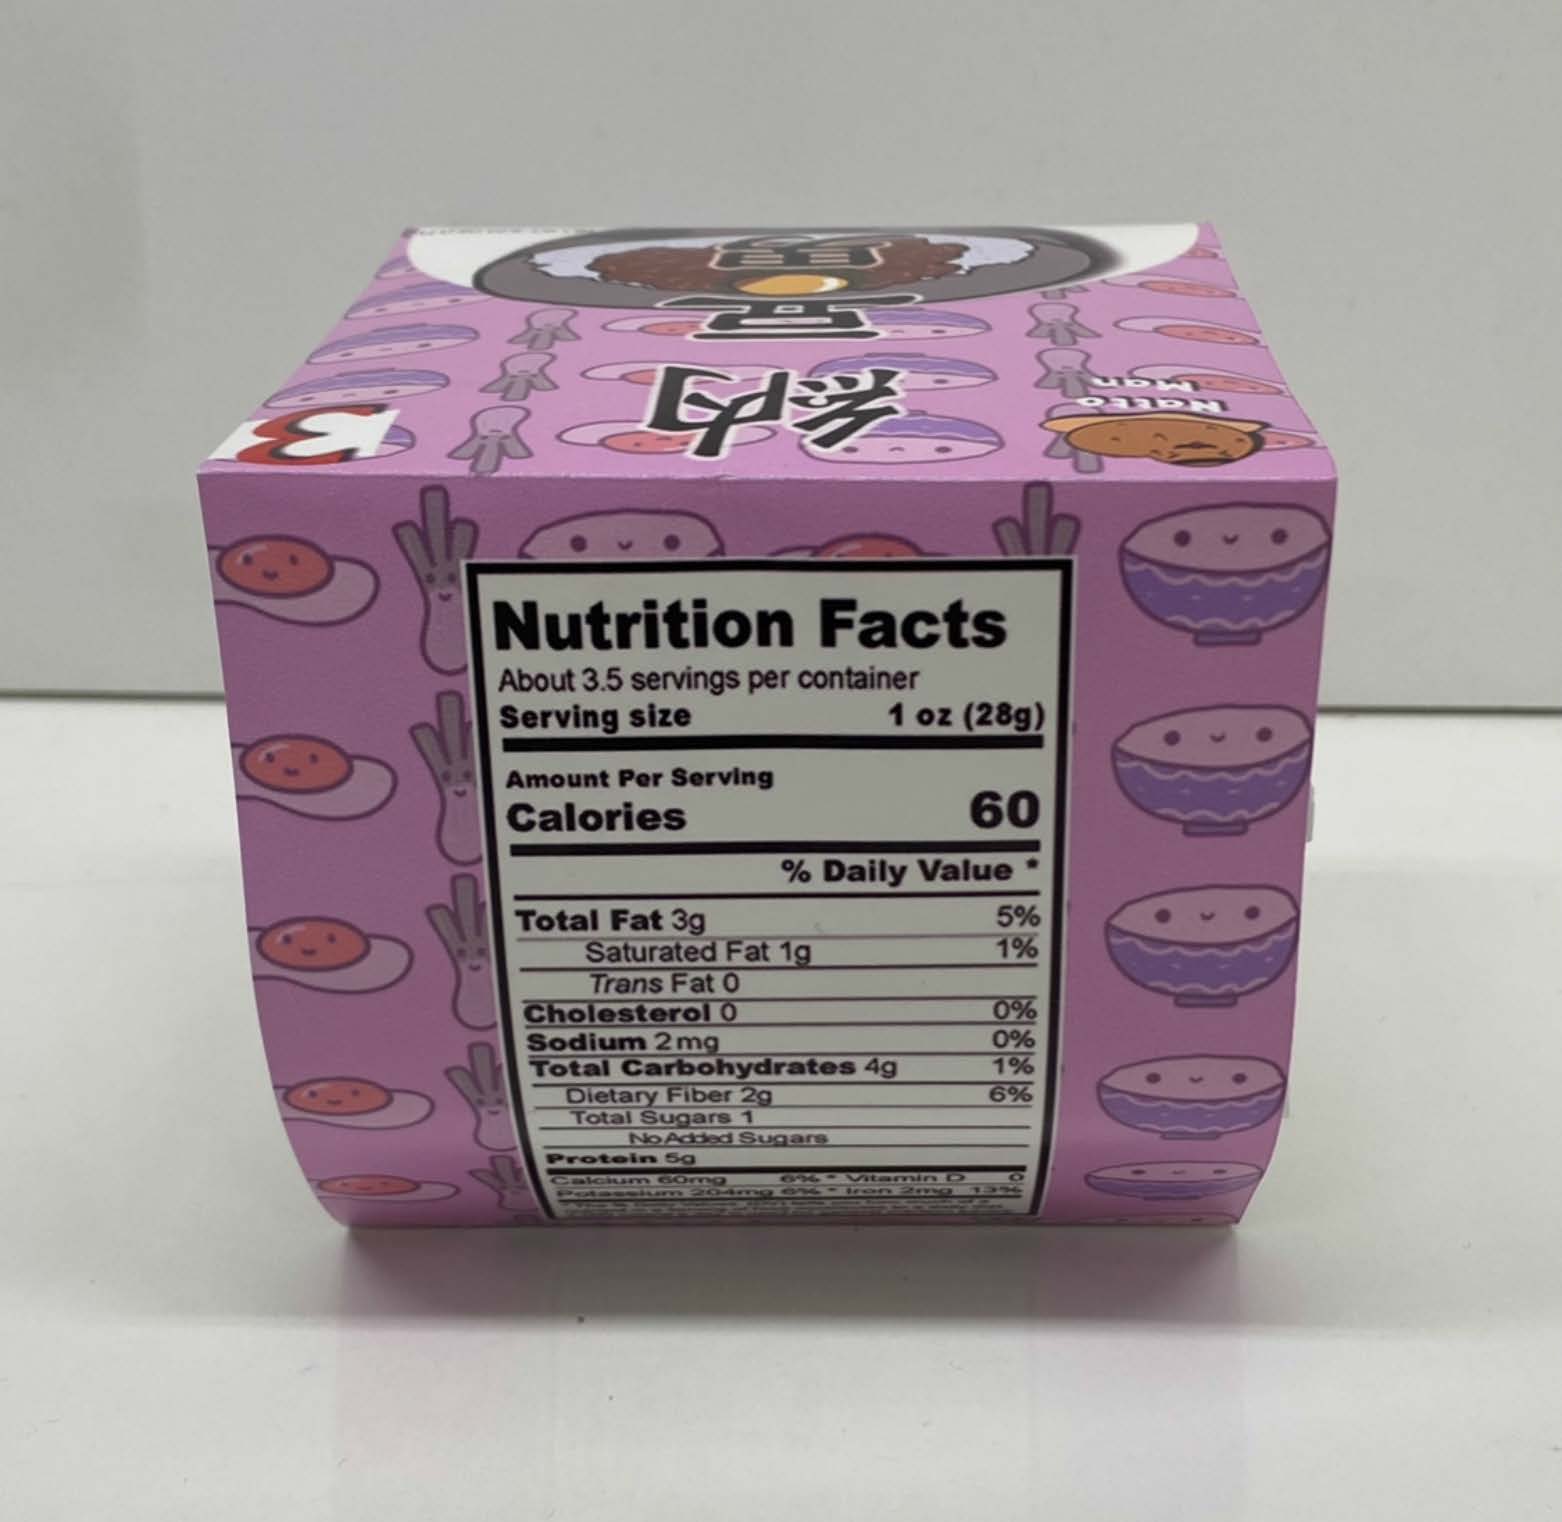 納
豆
3
Natto
Man
Nutrition Facts
About 3.5 servings per container
Serving size 1 oz (28g)
Amount Per Serving
Calories 60
% Daily Value *
Total Fat 3g 5%
Saturated Fat 1g 1%
Trans Fat 0
Cholesterol 0 0%
Sodium 2mg 0%
Total Carbohydrates 4g 1%
Dietary Fiber 2g 6%
Total Sugars 1
No Added Sugars
Protein 5g
Calcium 60mg 6% * Vitamin D 0
Potassium 204mg 6% * Iron 2mg 13%